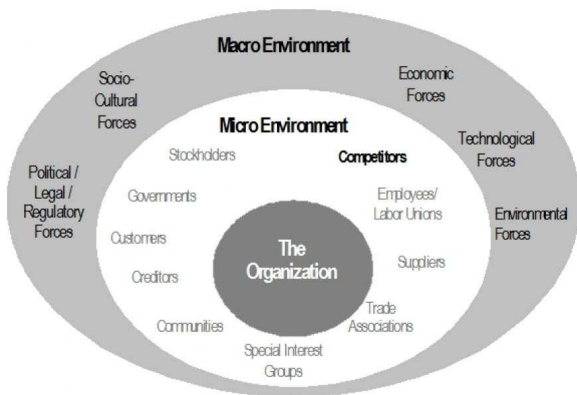 Macro Environment
Socio-
Cultural
Forces
Economic
Forces
Political /
Legal /
Regulatory
Forces
Technological
Forces
Environmental
Forces
Micro Environment
Stockholders
Competitors
Governments
Employees/
Labor Unions
Customers
Suppliers
Creditors
Trade
Associations
Communities
Special Interest
Groups
The
Organization